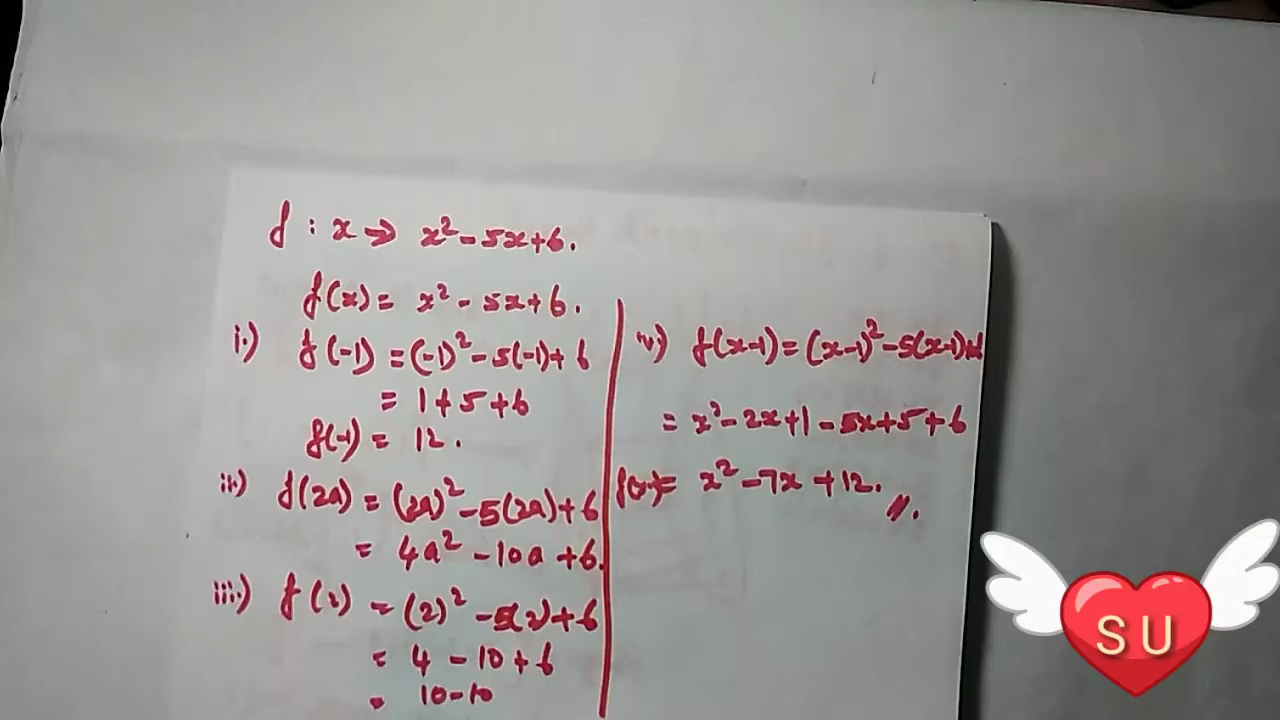 f : x → x² - 5x + 6.
f(x) = x² - 5x + 6.
i.) f(-1) = (-1)² - 5(-1) + 6
= 1 + 5 + 6
f(-1) = 12.
ii.) f(2a) = (2a)² - 5(2a) + 6
= 4a² - 10a + 6.
iii.) f(2) = (2)² - 5(2) + 6
= 4 - 10 + 6
= 10 - 10
iv.) f(x-1) = (x-1)² - 5(x-1) + 6
= x² - 2x + 1 - 5x + 5 + 6
= x² - 7x + 12.
SU